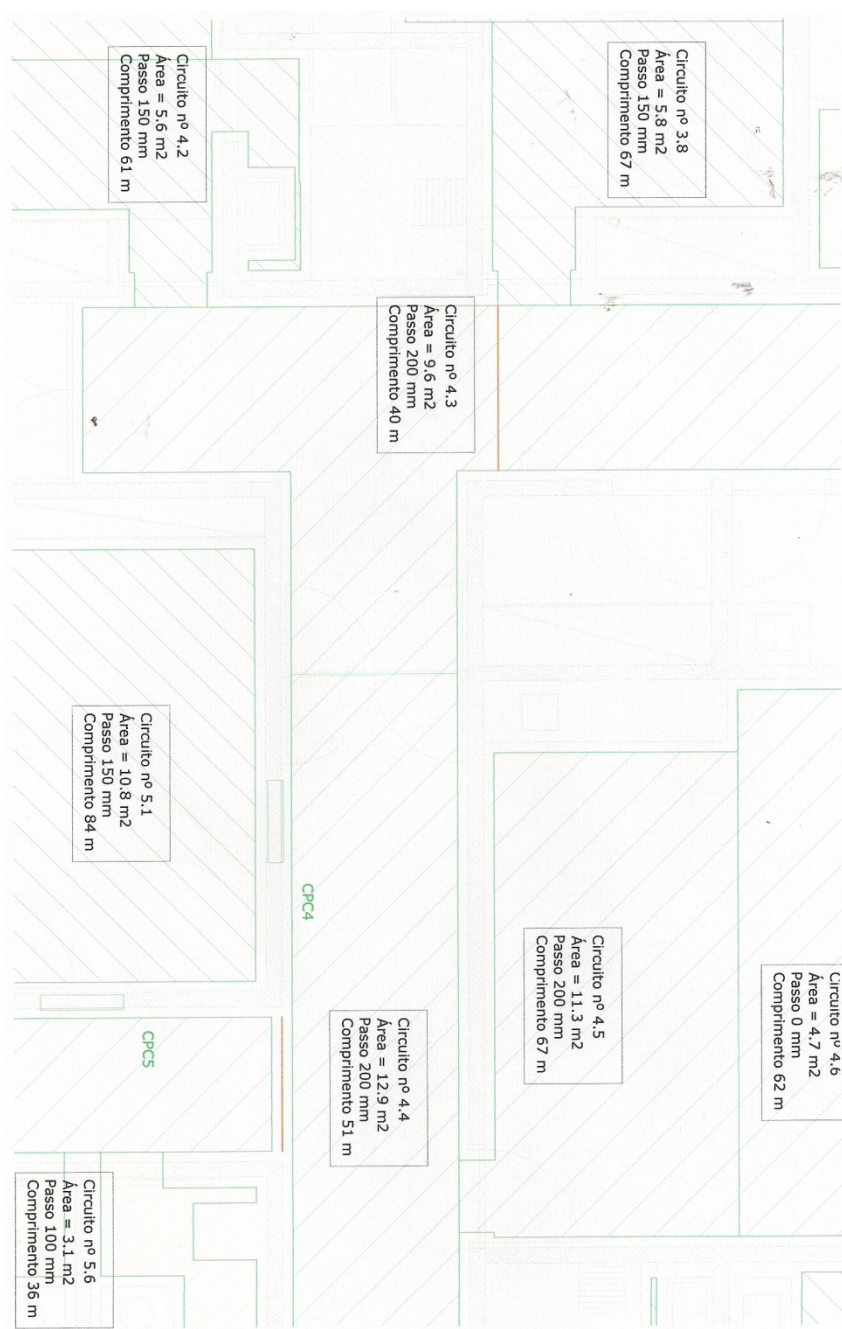 Circuito nº 4.6
Área = 4.7 m2
Passo 0 mm
Comprimento 62 m
Circuito nº 3.8
Área = 5.8 m2
Passo 150 mm
Comprimento 67 m
Circuito nº 4.5
Área = 11.3 m2
Passo 200 mm
Comprimento 67 m
Circuito nº 4.3
Área = 9.6 m2
Passo 200 mm
Comprimento 40 m
Circuito nº 4.4
Área = 12.9 m2
Passo 200 mm
Comprimento 51 m
CPC4
Circuito nº 4.2
Área = 5.6 m2
Passo 150 mm
Comprimento 61 m
Circuito nº 5.1
Área = 10.8 m2
Passo 150 mm
Comprimento 84 m
CPC5
Circuito nº 5.6
Área = 3.1 m2
Passo 100 mm
Comprimento 36 m